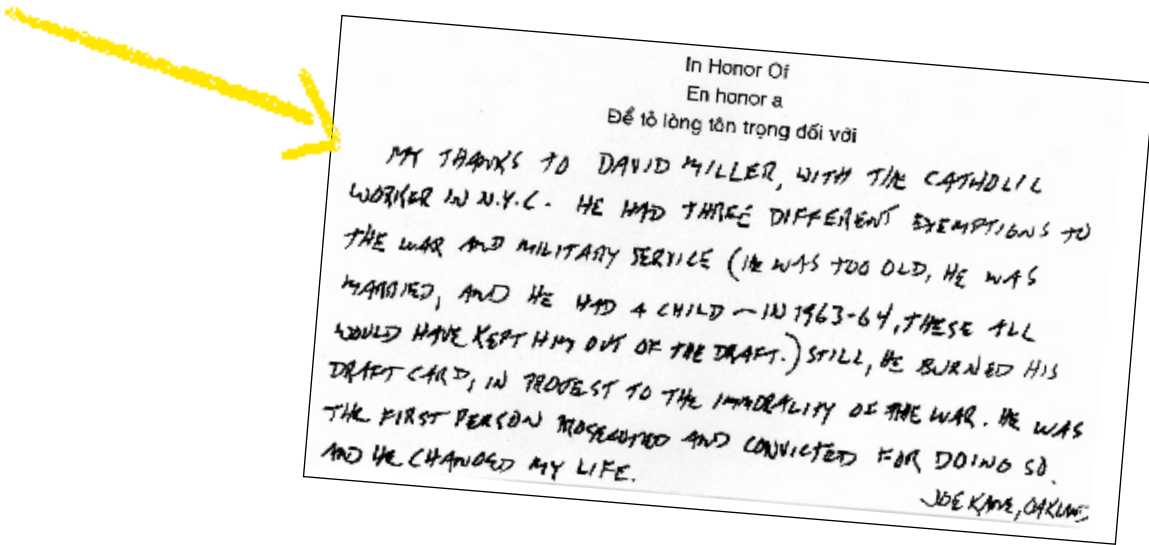 In Honor Of
En honor a
Để tỏ lòng tôn trọng đối với
MY THANKS TO DAVID MILLER, WITH THE CATHOLIC
WORKER IN N.Y.C. HE HAD THREE DIFFERENT EXEMPTIONS TO
THE WAR AND MILITARY SERVICE (HE WAS TOO OLD, HE WAS
MARRIED, AND HE HAD A CHILD – IN 1963-64, THESE ALL
WOULD HAVE KEPT HIM OUT OF THE DRAFT.) STILL, HE BURNED HIS
DRAFT CARD, IN PROTEST TO THE IMMORALITY OF THE WAR. HE WAS
THE FIRST PERSON PROSECUTED AND CONVICTED FOR DOING SO.
AND HE CHANGED MY LIFE.
JOE KANE, OAKLAND